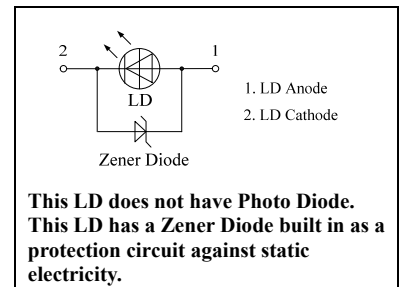 2
1
LD
Zener Diode
1. LD Anode
2. LD Cathode
This LD does not have Photo Diode.
This LD has a Zener Diode built in as a
protection circuit against static
electricity.